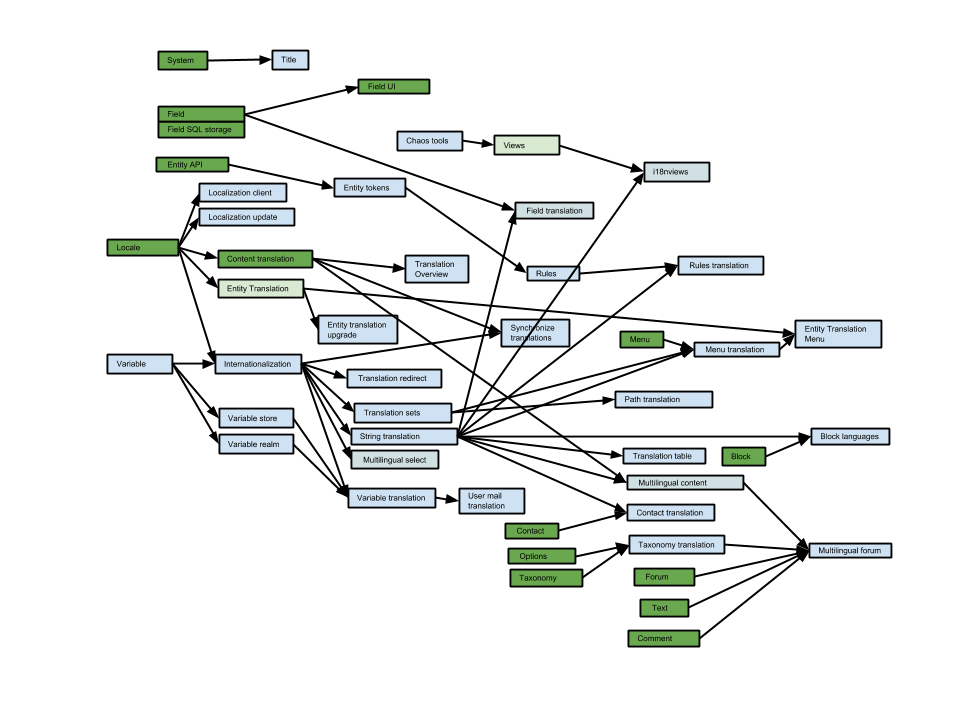 System
Title
Field UI
Field
Field SQL storage
Chaos tools
Views
Entity API
i18nviews
Entity tokens
Localization client
Localization update
Field translation
Locale
Content translation
Translation
Overview
Rules
Rules translation
Entity Translation
Entity translation
upgrade
Synchronize
translations
Menu
Entity Translation
Menu
Menu translation
Variable
Internationalization
Translation redirect
Path translation
Translation sets
Variable store
String translation
Block languages
Variable realm
Translation table
Block
Multilingual select
Multilingual content
Variable translation
User mail
translation
Contact translation
Contact
Taxonomy translation
Multilingual forum
Options
Taxonomy
Forum
Text
Comment